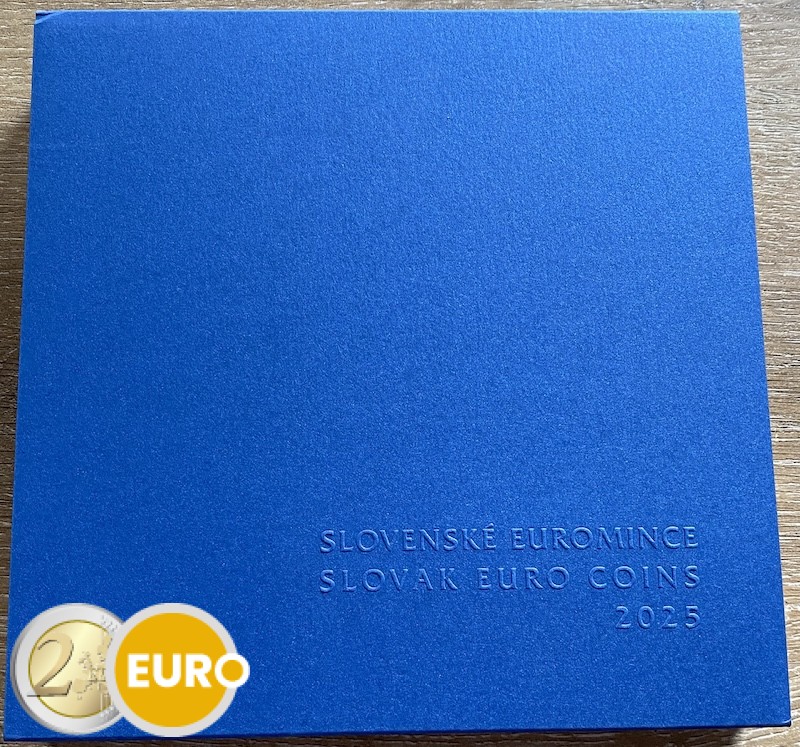 SLOVENSKÉ EUROMINCE
SLOVAK EURO COINS
2025
2 EURO